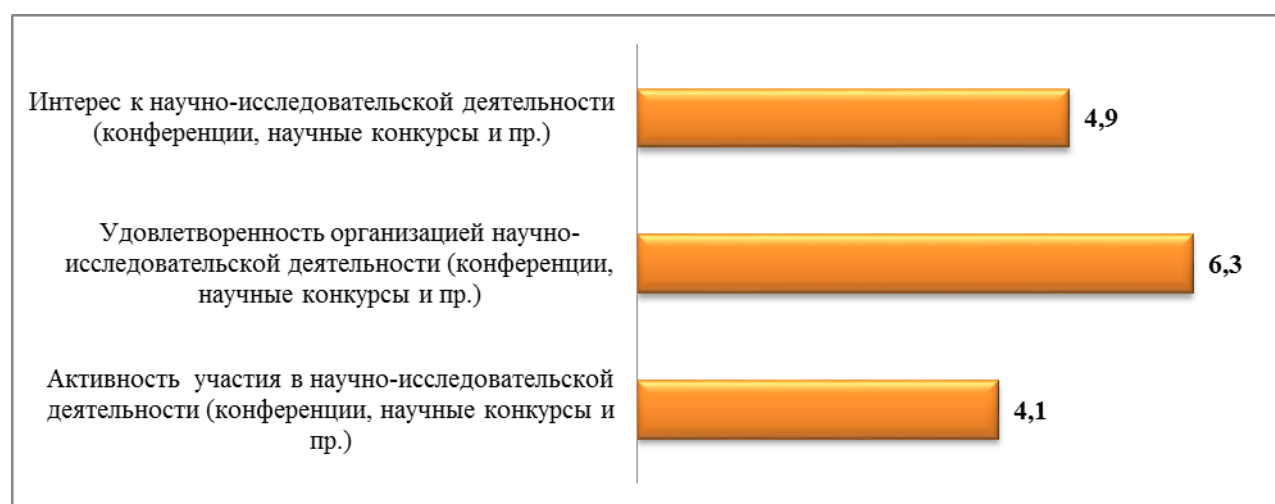 Интерес к научно-исследовательской деятельности
(конференции, научные конкурсы и пр.)
4,9
Удовлетворенность организацией научно-
исследовательской деятельности (конференции,
научные конкурсы и пр.)
6,3
Активность участия в научно-исследовательской
деятельности (конференции, научные конкурсы и
пр.)
4,1